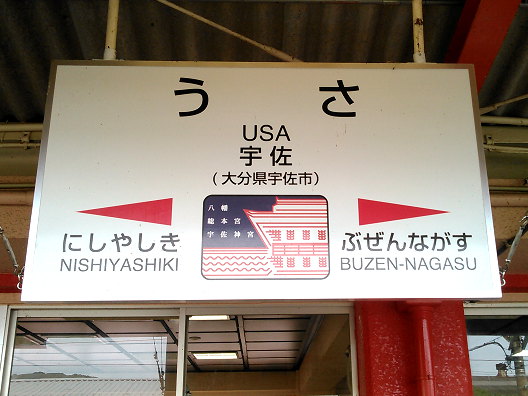 うさ
USA
宇佐
(大分県宇佐市)
八幡
総本宮
宇佐神宮
にしやしき
NISHIYASHIKI
ぶぜんながす
BUZEN-NAGASU